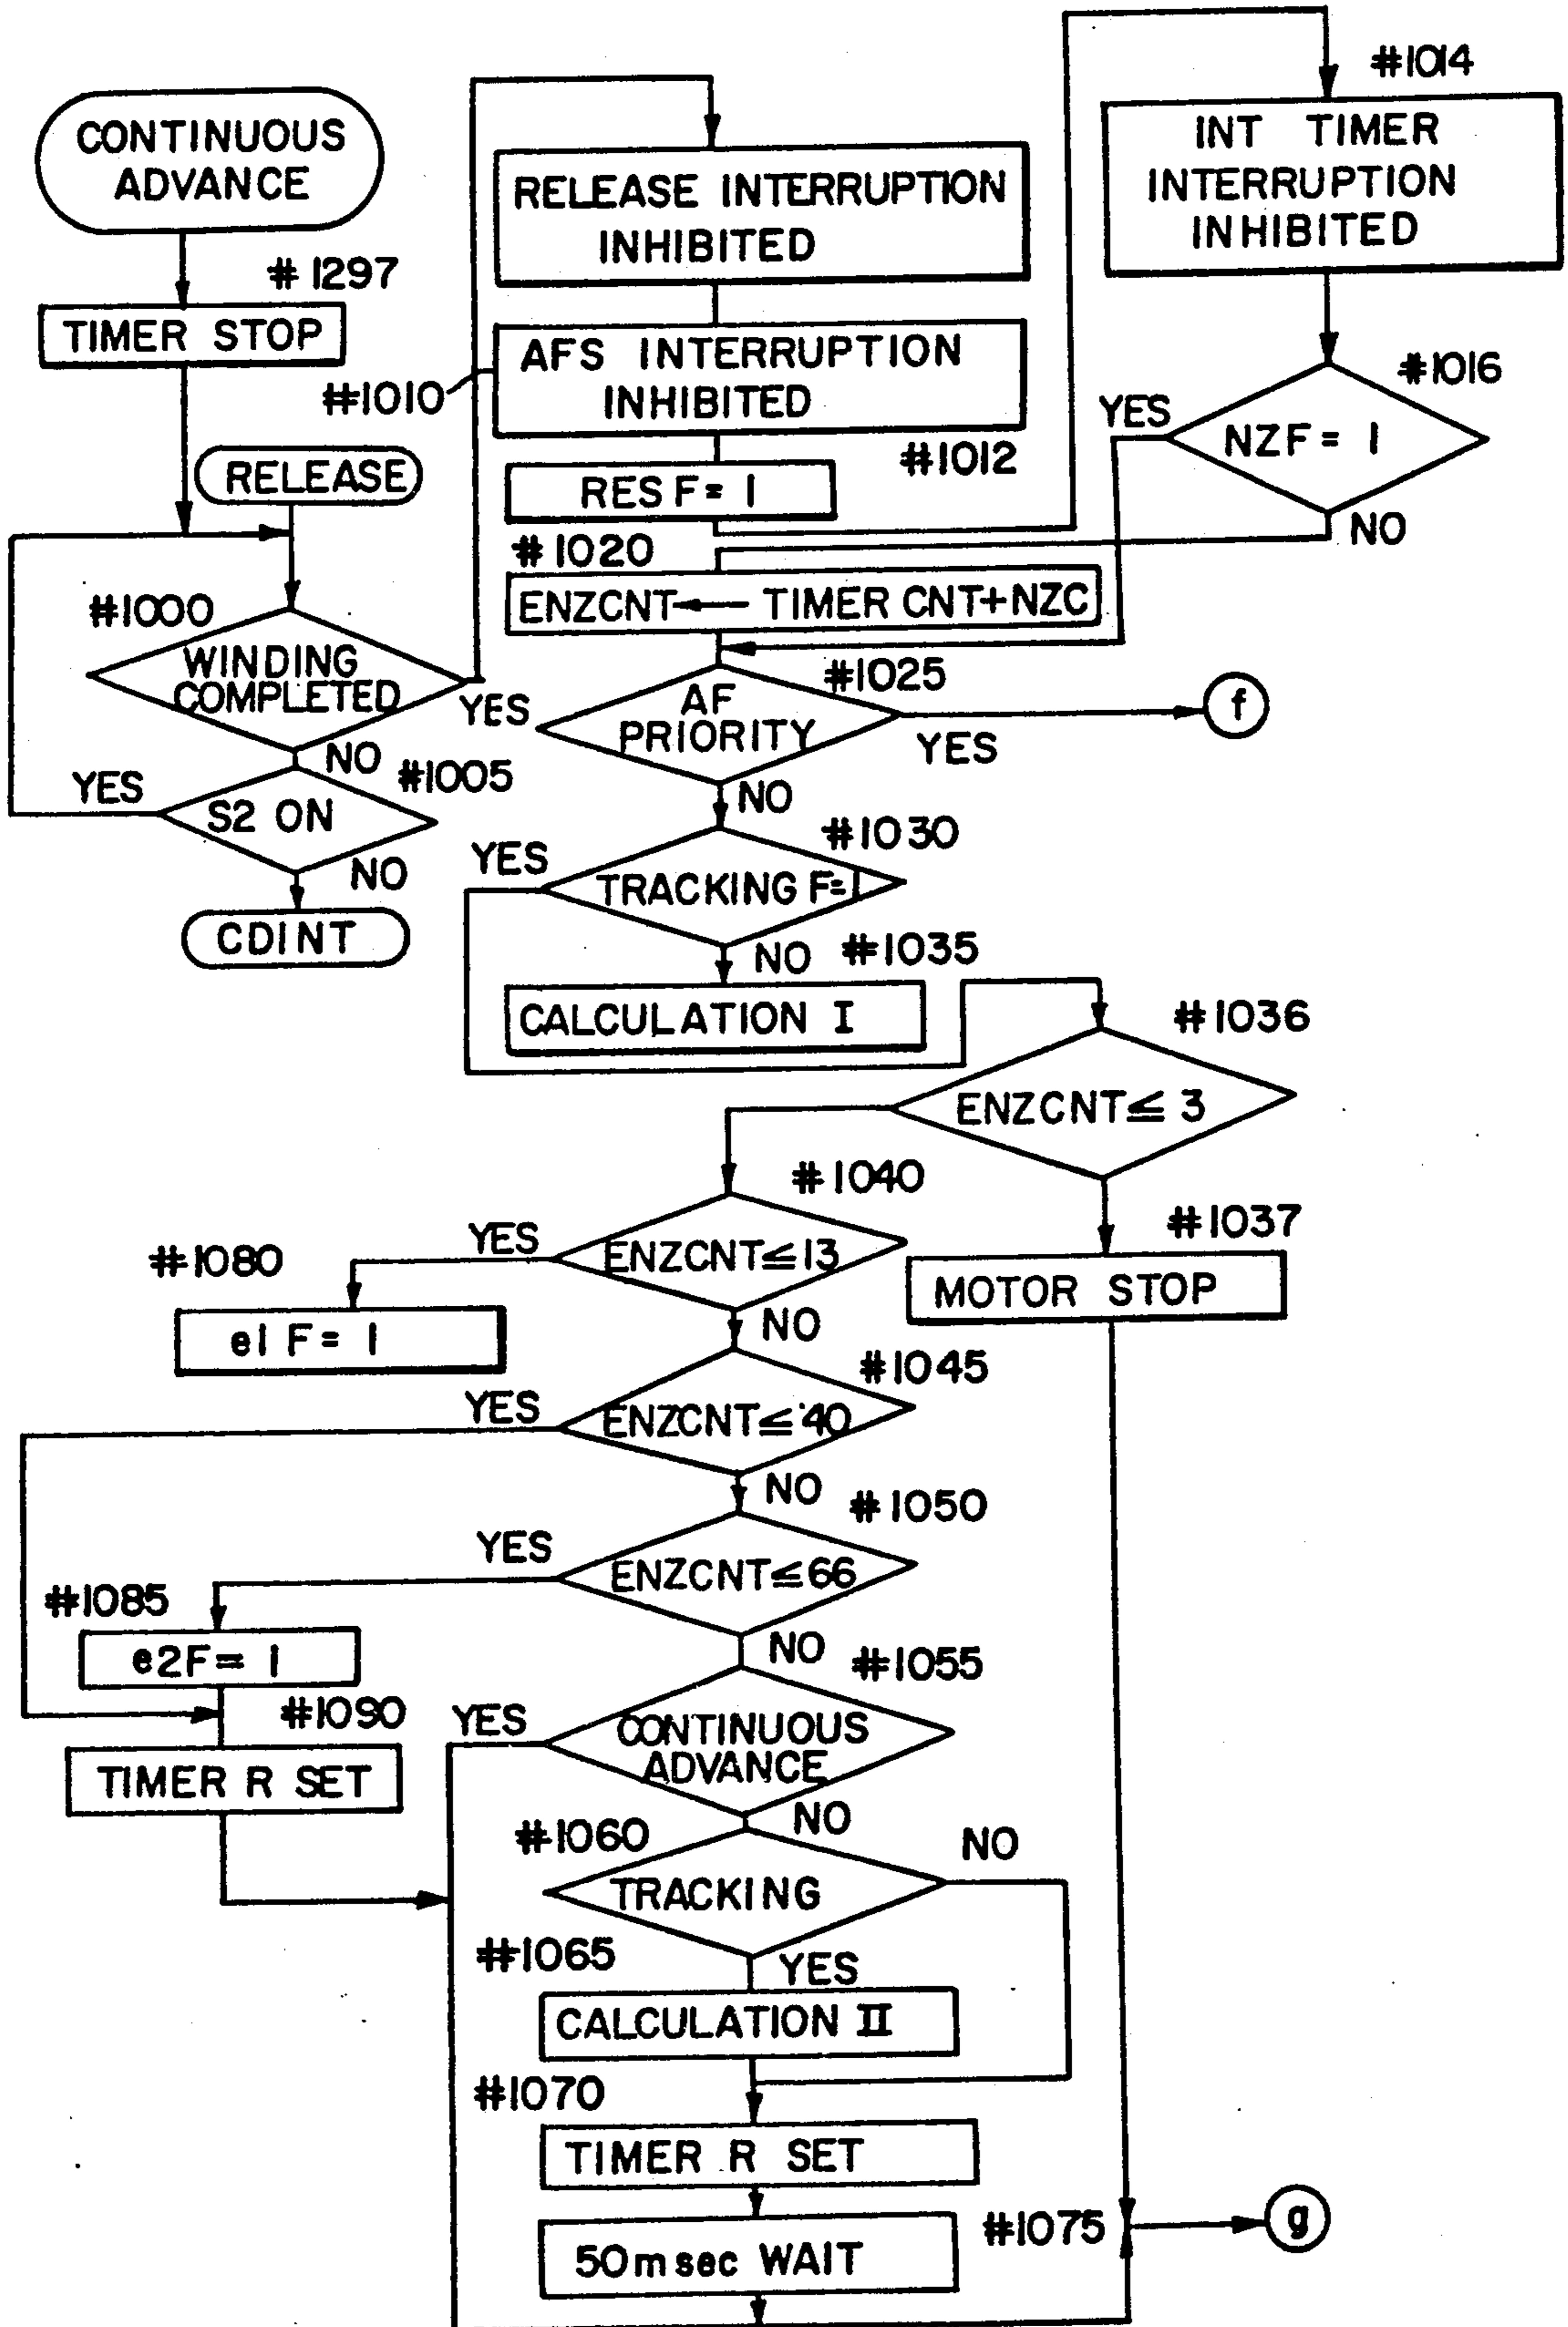 CONTINUOUS
ADVANCE
# 1297
TIMER STOP
RELEASE
#1000
WINDING
COMPLETED
YES
NO
#1005
YES
S2 ON
NO
CDINT
RELEASE INTERRUPTION
INHIBITED
#1010
AFS INTERRUPTION
INHIBITED
#1012
RES F= 1
#1014
INT TIMER
INTERRUPTION
INHIBITED
#1016
YES
NZF= 1
NO
#1020
ENZCNT← TIMER CNT+NZC
#1025
AF
PRIORITY
YES
f
NO
#1030
YES
TRACKING F=1
NO
#1035
CALCULATION I
#1036
ENZCNT≦ 3
#1037
MOTOR STOP
#1040
YES
ENZCNT≦13
#1080
e1 F= 1
NO
#1045
YES
ENZCNT≦40
NO
#1050
YES
ENZCNT≦66
#1085
e2F= 1
NO
#1055
#1090
YES
CONTINUOUS
ADVANCE
TIMER R SET
NO
#1060
NO
TRACKING
#1065
YES
CALCULATION II
#1070
TIMER R SET
#1075
50msec WAIT
g